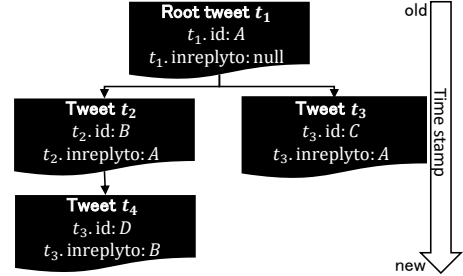 Root tweet t₁
t₁.id: A
t₁.inreplyto: null
old
Tweet t₂
t₂.id: B
t₂.inreplyto: A
Tweet t₃
t₃.id: C
t₃.inreplyto: A
Time stamp
Tweet t₄
t₃.id: D
t₃.inreplyto: B
new